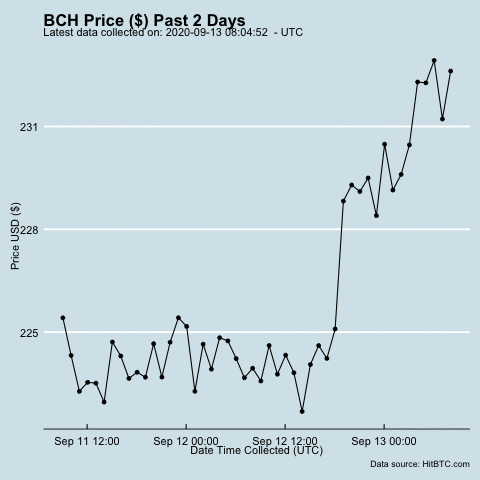 BCH Price ($) Past 2 Days
Latest data collected on: 2020-09-13 08:04:52  - UTC
231
228
225
Price USD ($)
Sep 11 12:00
Sep 12 00:00
Sep 12 12:00
Sep 13 00:00
Date Time Collected (UTC)
Data source: HitBTC.com